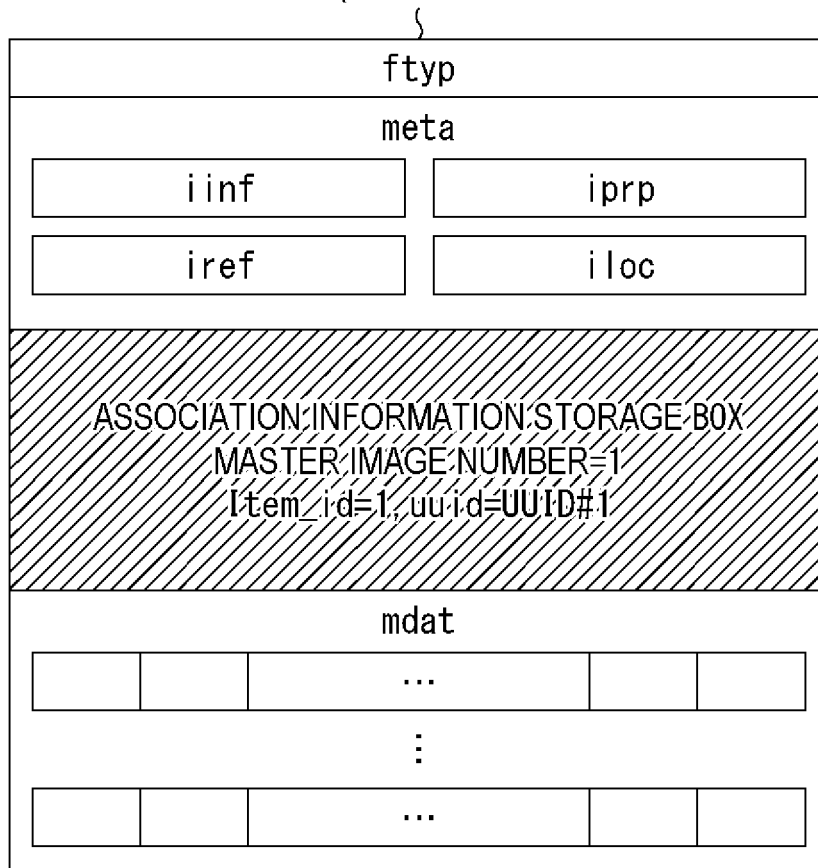 ftyp
meta
iinf iprp
iref iloc
ASSOCIATION INFORMATION STORAGE BOX
MASTER IMAGE NUMBER=1
Item_id=1, uuid=UUID#1
mdat
...
⋮
...